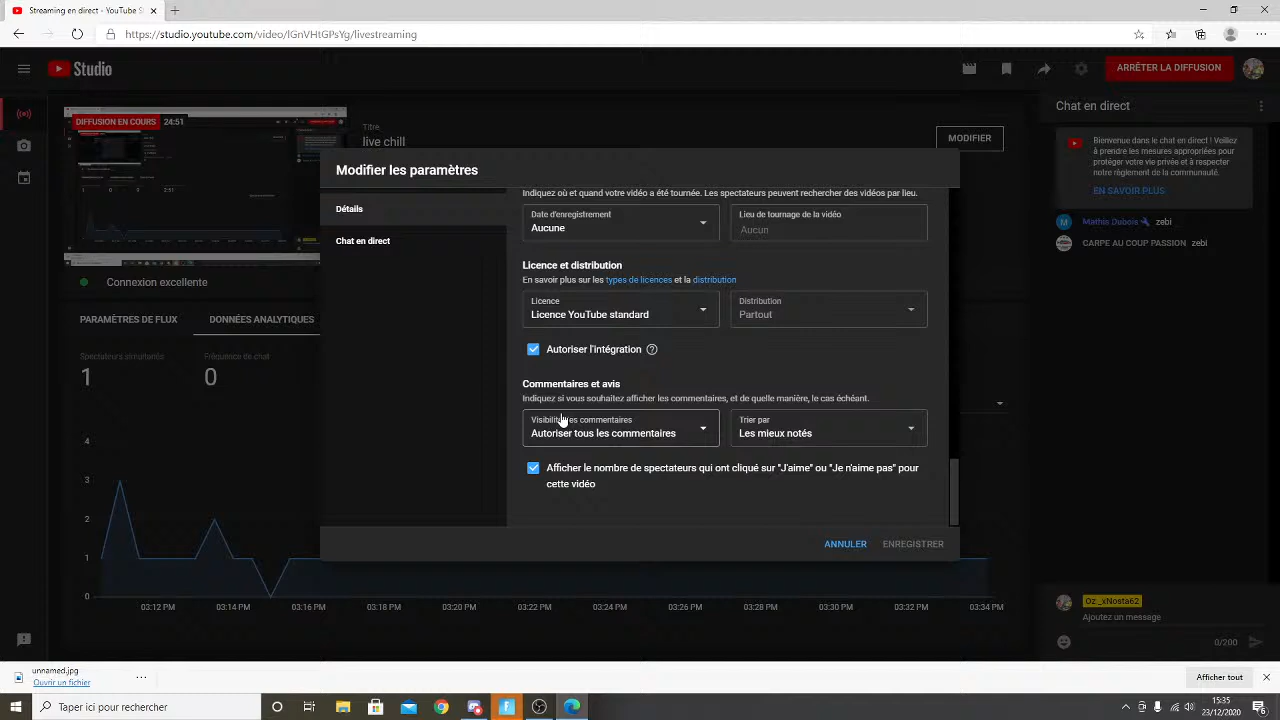 Streaming en direct - YouTube S
https://studio.youtube.com/video/lGnVHtGPSYg/livestreaming
Studio
ARRÊTER LA DIFFUSION
DIFFUSION EN COURS 24:51
Titre
live chill
MODIFIER
Chat en direct
Bienvenue dans le chat en direct ! Veillez
à prendre les mesures appropriées pour
protéger votre vie privée et à respecter
notre règlement de la communauté.
EN SAVOIR PLUS
Mathis Dubois zebi
CARPE AU COUP PASSION zebi
Modifier les paramètres
Détails
Chat en direct
Indiquez où et quand votre vidéo a été tournée. Les spectateurs peuvent rechercher des vidéos par lieu.
Date d'enregistrement
Aucune
Lieu de tournage de la vidéo
Aucun
Licence et distribution
En savoir plus sur les types de licences et la distribution
Licence
Licence YouTube standard
Distribution
Partout
Autoriser l'intégration
Commentaires et avis
Indiquez si vous souhaitez afficher les commentaires, et de quelle manière, le cas échéant.
Autoriser tous les commentaires
Trier par
Les mieux notés
Afficher le nombre de spectateurs qui ont cliqué sur "J'aime" ou "Je n'aime pas" pour
cette vidéo
ANNULER
ENREGISTRER
Connexion excellente
PARAMÈTRES DE FLUX
DONNÉES ANALYTIQUES
Spectateurs simultanés
1
Fréquence de chat
0
4
3
2
1
0
03:12 PM 03:14 PM 03:16 PM 03:18 PM 03:20 PM 03:22 PM 03:24 PM 03:26 PM 03:28 PM 03:30 PM 03:32 PM 03:34 PM
Oz._xNosta62
Ajoutez un message
0/200
unnamed.jpg
Ouvrir un fichier
Afficher tout
Taper ici pour rechercher
15:35
23/12/2020